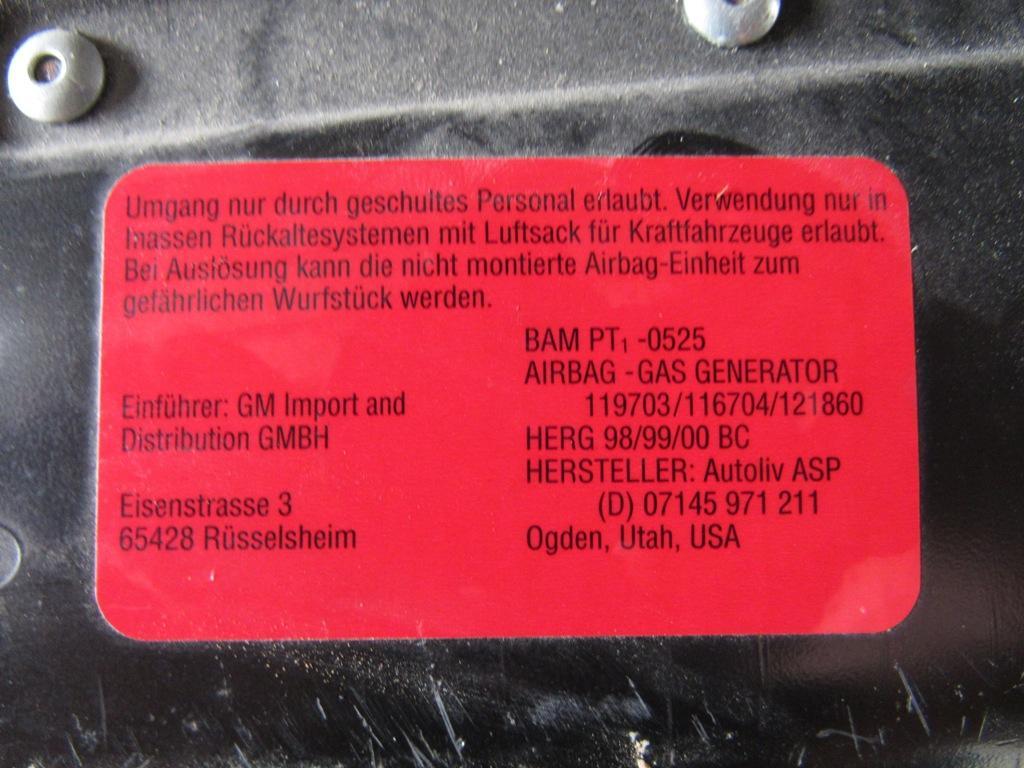 Umgang nur durch geschultes Personal erlaubt. Verwendung nur in
Inassen Rückaltesystemen mit Luftsack für Kraftfahrzeuge erlaubt.
Bei Auslösung kann die nicht montierte Airbag-Einheit zum
gefährlichen Wurfstück werden.
BAM PT₁ -0525
AIRBAG -GAS GENERATOR
119703/116704/121860
HERG 98/99/00 BC
HERSTELLER: Autoliv ASP
(D) 07145 971 211
Ogden, Utah, USA
Einführer: GM Import and
Distribution GMBH
Eisenstrasse 3
65428 Rüsselsheim